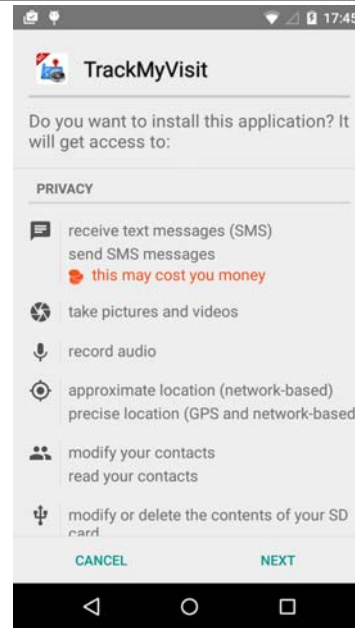 17:45
TrackMyVisit
Do you want to install this application? It
will get access to:
PRIVACY
receive text messages (SMS)
send SMS messages
this may cost you money
take pictures and videos
record audio
approximate location (network-based)
precise location (GPS and network-based
modify your contacts
read your contacts
modify or delete the contents of your SD
card
CANCEL NEXT